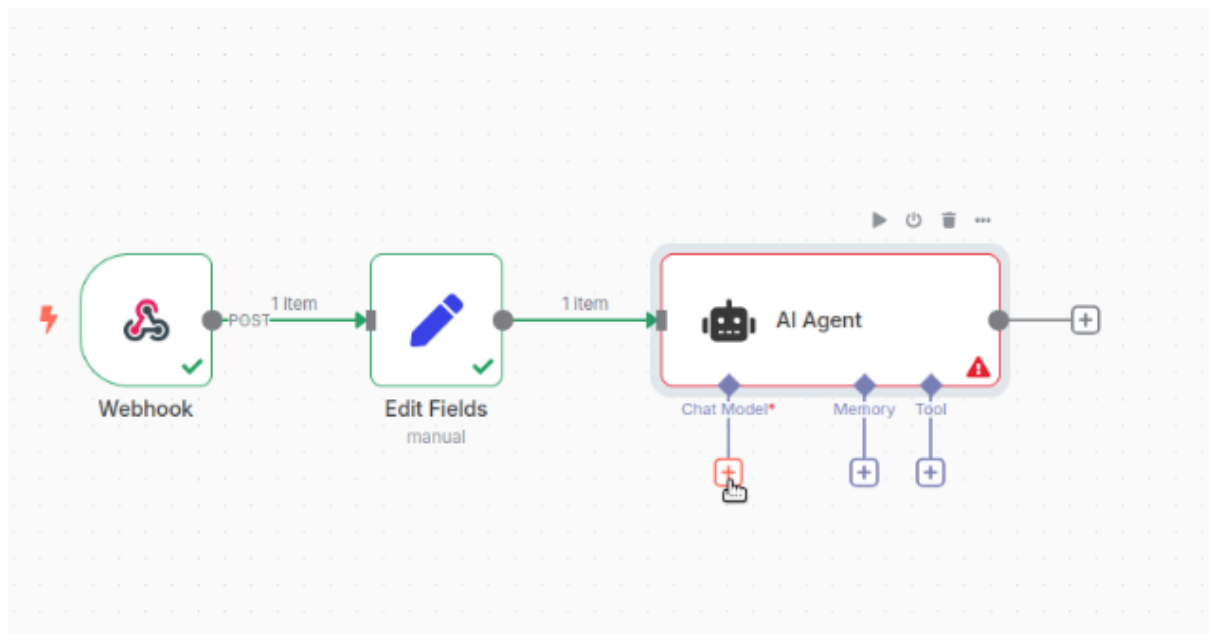 1 item
1 item
POST
AI Agent
Webhook
Edit Fields
manual
Chat Model*
Memory
Tool